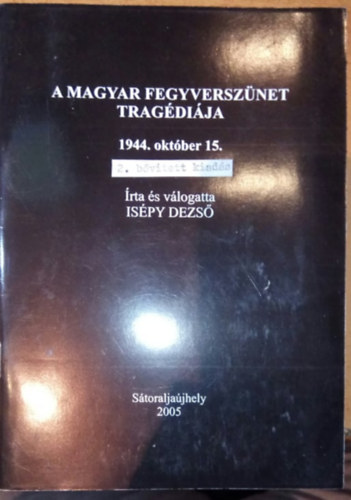 A MAGYAR FEGYVERSZÜNET
TRAGÉDIÁJA
1944. október 15.
2. bővített kiadás
Írta és válogatta
ISÉPY DEZSŐ
Sátoraljaújhely
2005